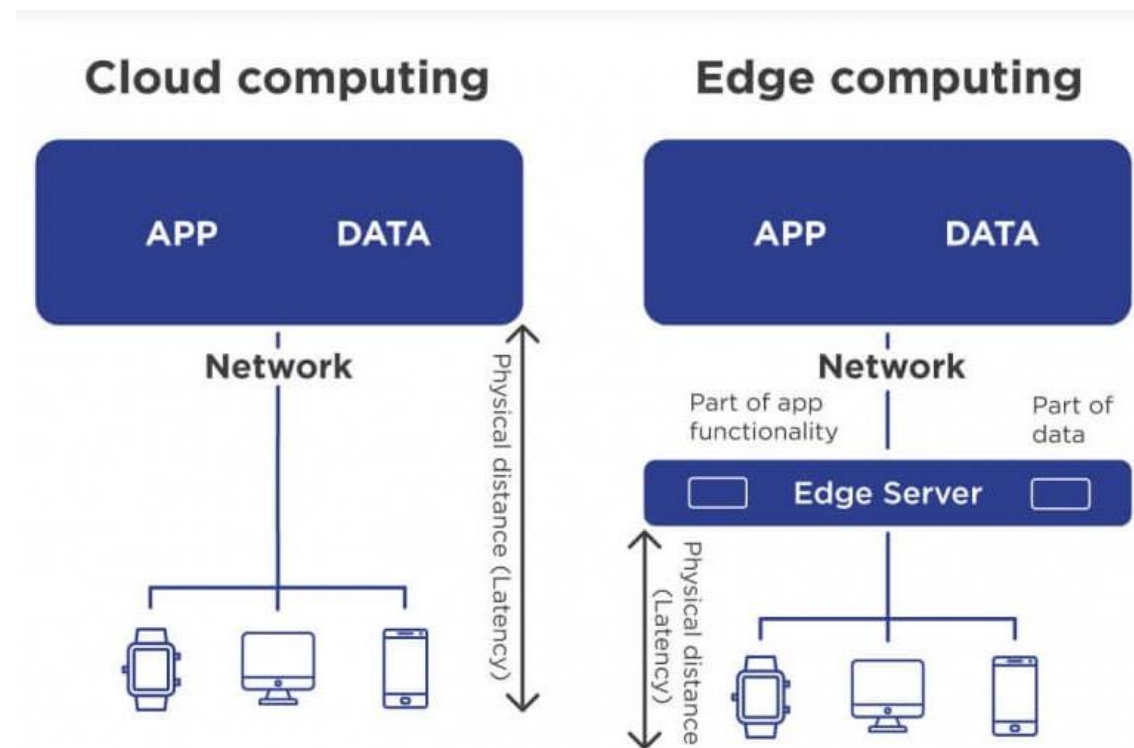 Cloud computing
APP DATA
Network
Physical distance (Latency)
Edge computing
APP DATA
Network
Part of app
functionality
Part of
data
Edge Server
Physical distance
(Latency)